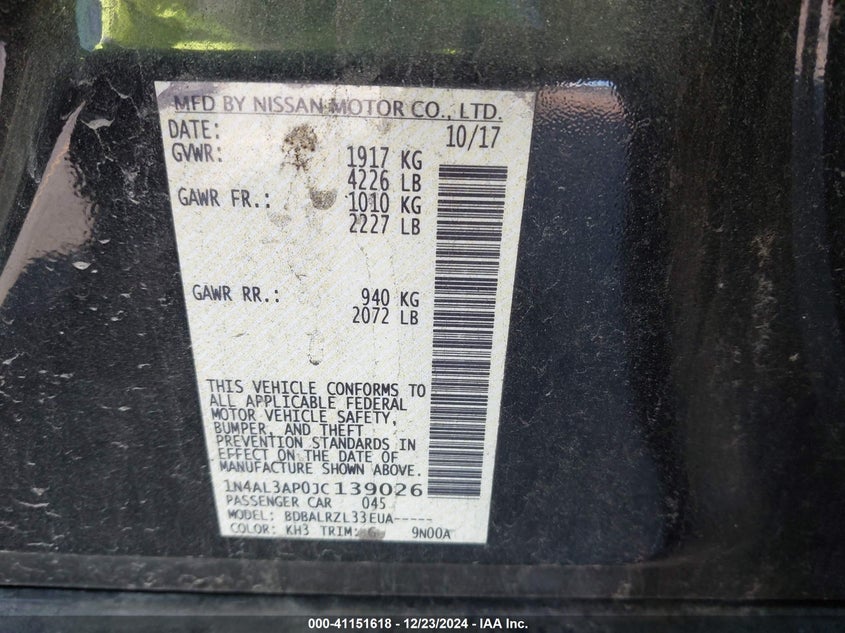 MFD BY NISSAN MOTOR CO., LTD.
DATE: 10/17
GVWR: 1917 KG
4226 LB
GAWR FR.: 1010 KG
2227 LB
GAWR RR.: 940 KG
2072 LB
THIS VEHICLE CONFORMS TO
ALL APPLICABLE FEDERAL
MOTOR VEHICLE SAFETY,
BUMPER, AND THEFT
PREVENTION STANDARDS IN
EFFECT ON THE DATE OF
MANUFACTURE SHOWN ABOVE.
1N4AL3AP0JC139026
PASSENGER CAR 045
MODEL: BDBALRZL33EUA-----
COLOR: KH3 TRIM: G 9N00A
000-41151618 - 12/23/2024 - IAA Inc.